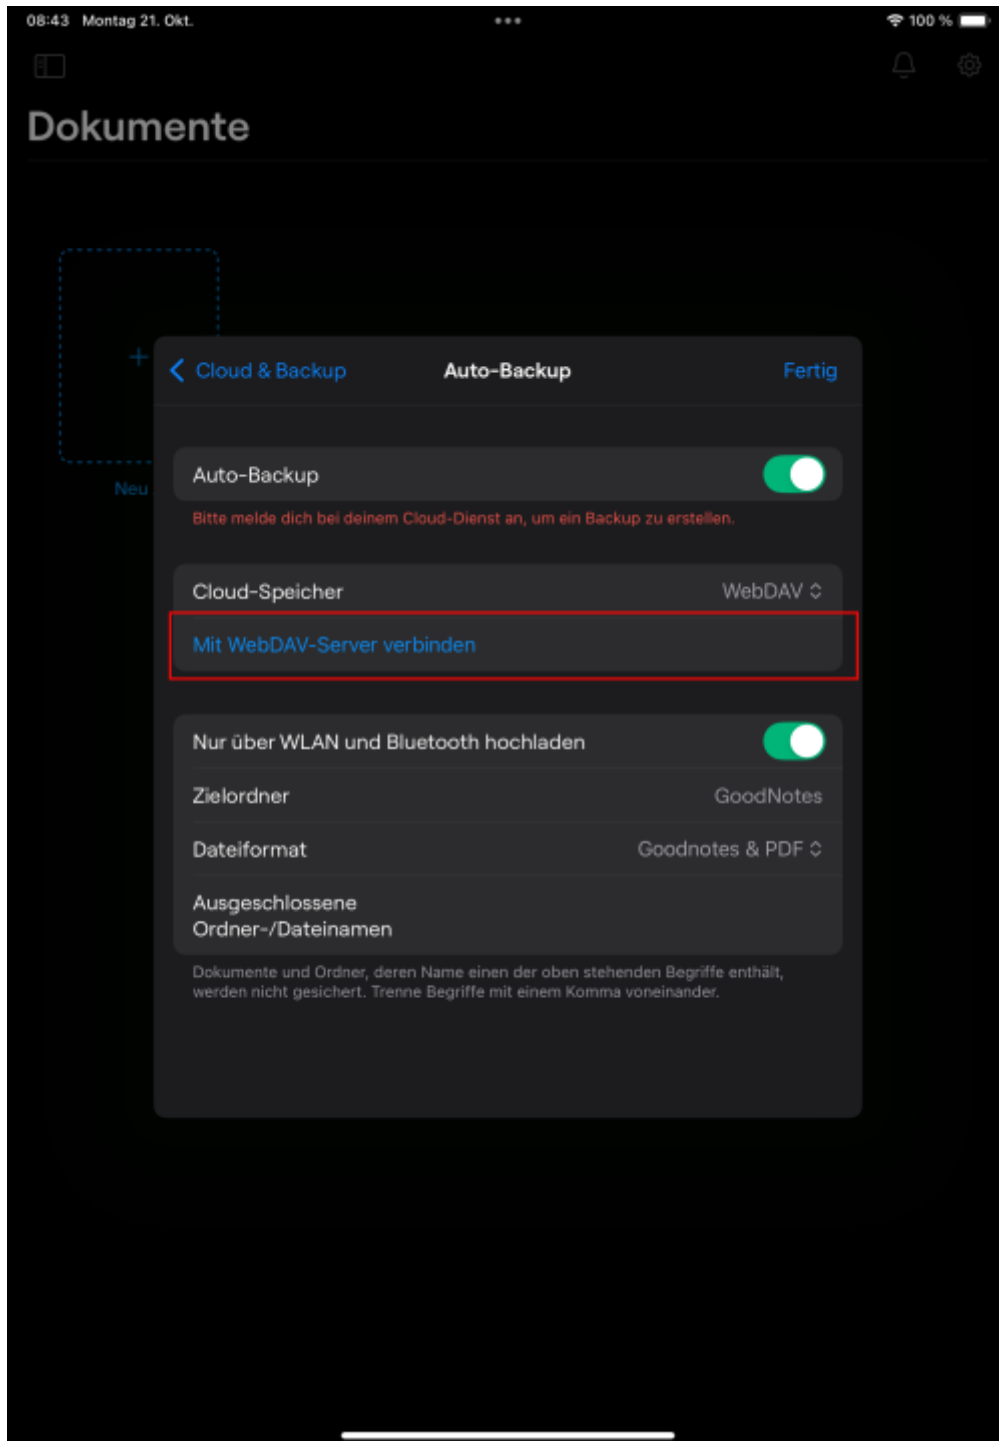 08:43 Montag 21. Okt.
100 %
Dokumente
Cloud & Backup
Auto-Backup
Fertig
Neu
Auto-Backup
Bitte melde dich bei deinem Cloud-Dienst an, um ein Backup zu erstellen.
Cloud-Speicher
WebDAV
Mit WebDAV-Server verbinden
Nur über WLAN und Bluetooth hochladen
Zielordner
GoodNotes
Dateiformat
Goodnotes & PDF
Ausgeschlossene
Ordner-/Dateinamen
Dokumente und Ordner, deren Name einen der oben stehenden Begriffe enthält,
werden nicht gesichert. Trenne Begriffe mit einem Komma voneinander.